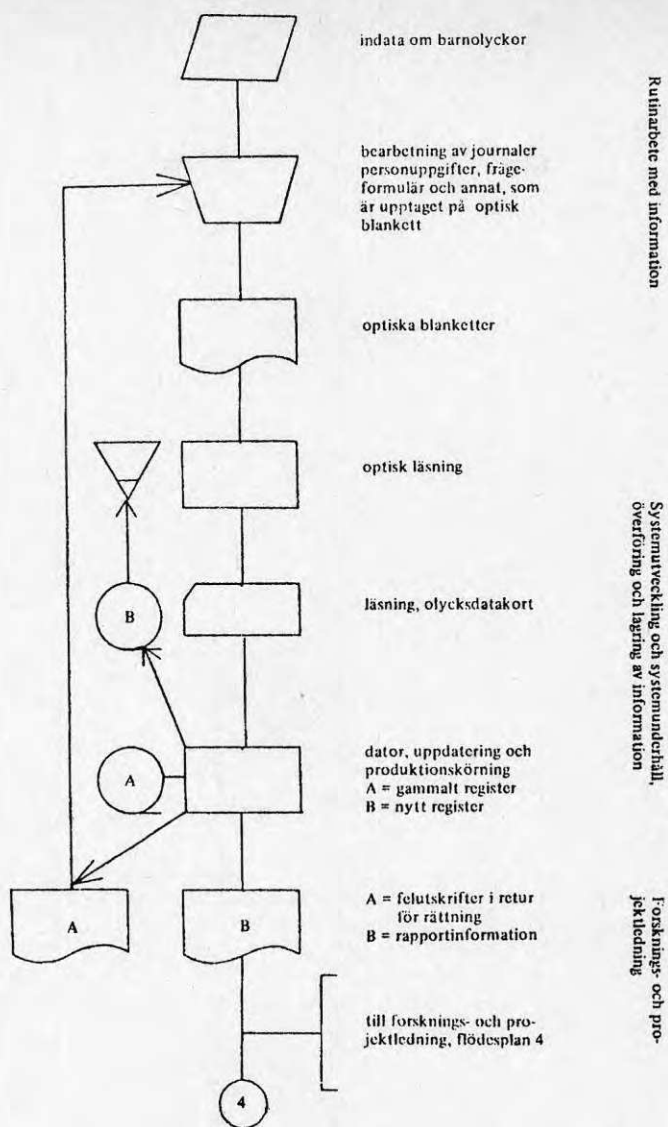 indata om barnolyckor
bearbetning av journaler
personuppgifter, fråge-
formulär och annat, som
är upptaget på optisk
blankett
optiska blanketter
optisk läsning
B
läsning, olycksdatakort
A
dator, uppdatering och
produktionskörning
A = gammalt register
B = nytt register
A
B
A = felutskrifter i retur
för rättning
B = rapportinformation
till forsknings- och pro-
jektledning, flödesplan 4
4
Rutinarbete med information
Systemutveckling och systemunderhåll,
överföring och lagring av information
Forsknings- och pro-
jektledning